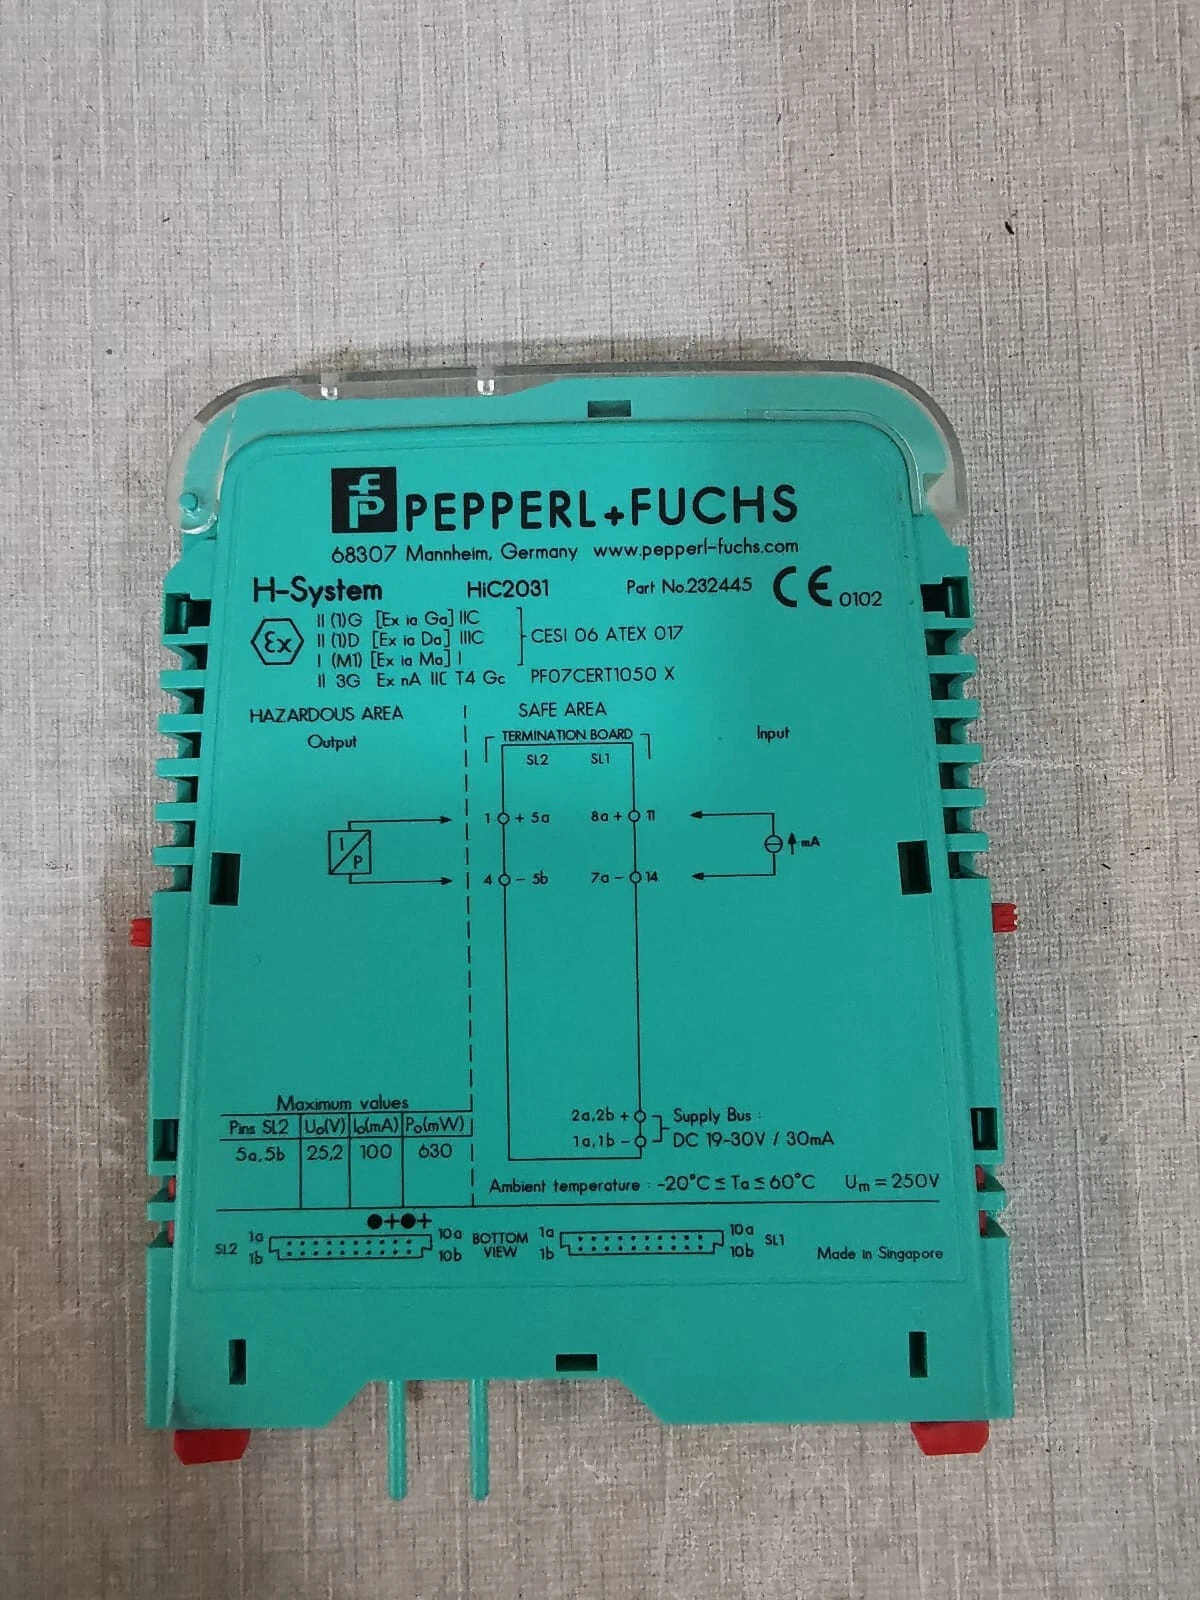 PEPPERL+FUCHS
68307 Mannheim, Germany www.pepperl-fuchs.com
H-System HiC2031 Part No.232445 CE 0102
Ex
II (1)G [Ex ia Ga] IIC
II (1)D [Ex ia Da] IIIC
I (M1) [Ex ia Ma] I
CESI 06 ATEX 017
II 3G Ex nA IIC T4 Gc PF07CERT1050 X
HAZARDOUS AREA SAFE AREA
Output TERMINATION BOARD Input
SL2 SL1
1 + 5a 8a + 11
I/P mA
4 - 5b 7a - 14
Maximum values
Pins SL2 Uo(V) Io(mA) Po(mW)
5a,5b 25,2 100 630
2a,2b + Supply Bus :
1a,1b - DC 19-30V / 30mA
Ambient temperature : -20°C ≤ Ta ≤ 60°C Um = 250V
SL2 1a 10a BOTTOM 1a 10a SL1
1b 10b VIEW 1b 10b Made in Singapore